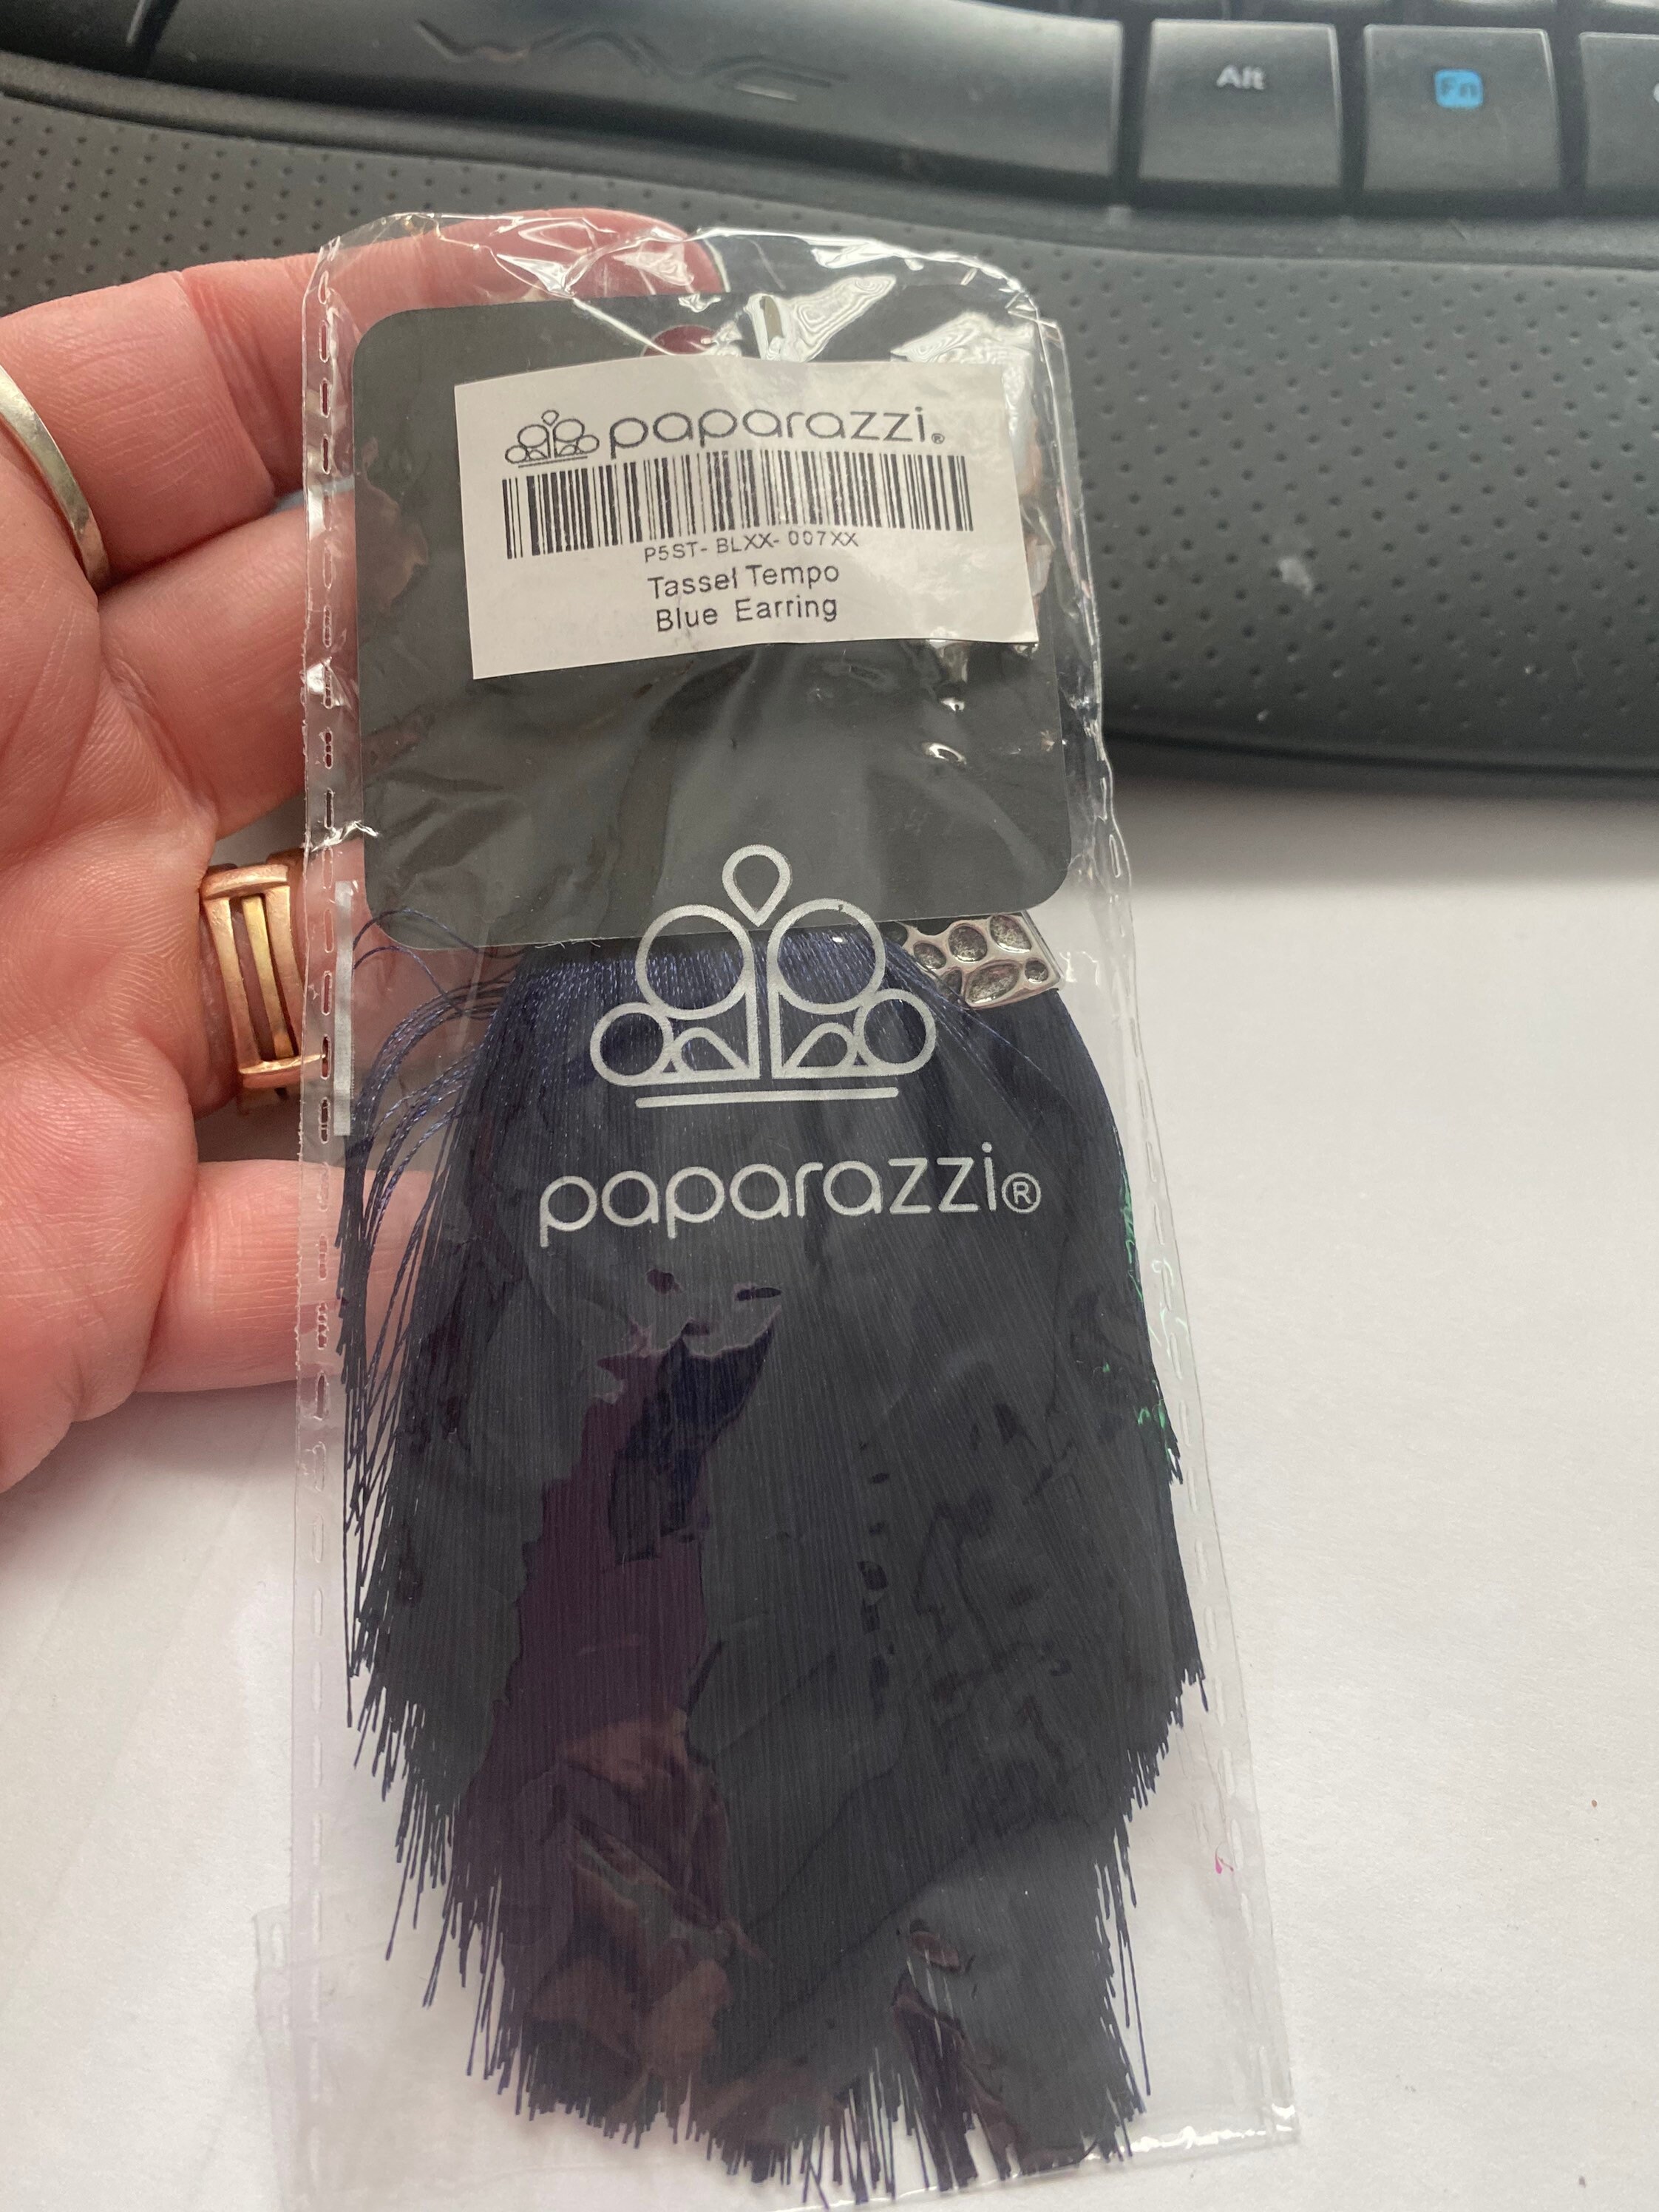 Alt
Fn
paparazzi®
P5ST-BLXX-007XX
Tassel Tempo
Blue Earring
paparazzi®